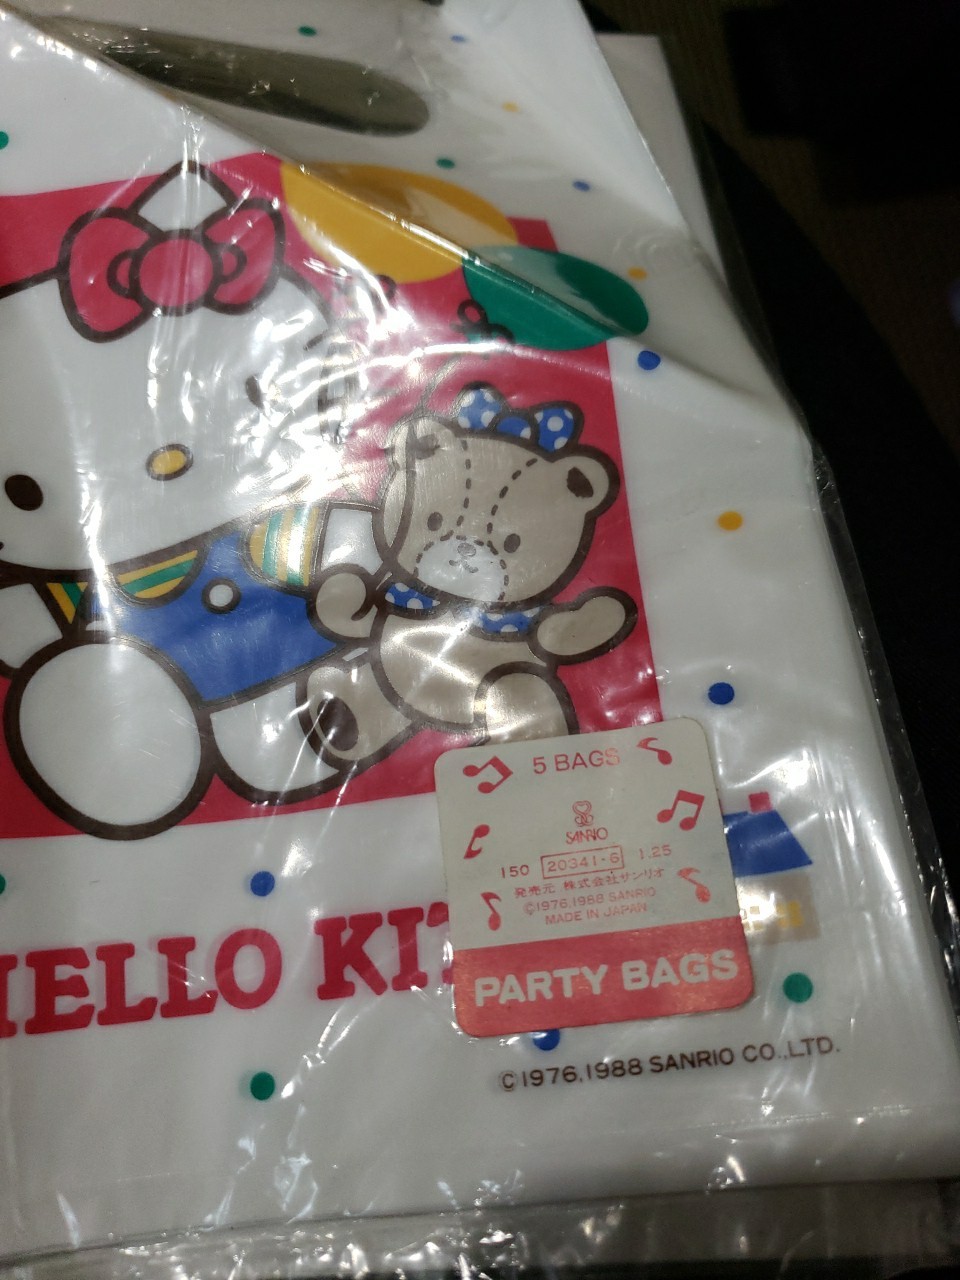 5 BAGS
SANRIO
150 20341-6 1.25
発売元 株式会社サンリオ
©1976,1988 SANRIO
MADE IN JAPAN
HELLO KI
PARTY BAGS
©1976,1988 SANRIO CO.,LTD.